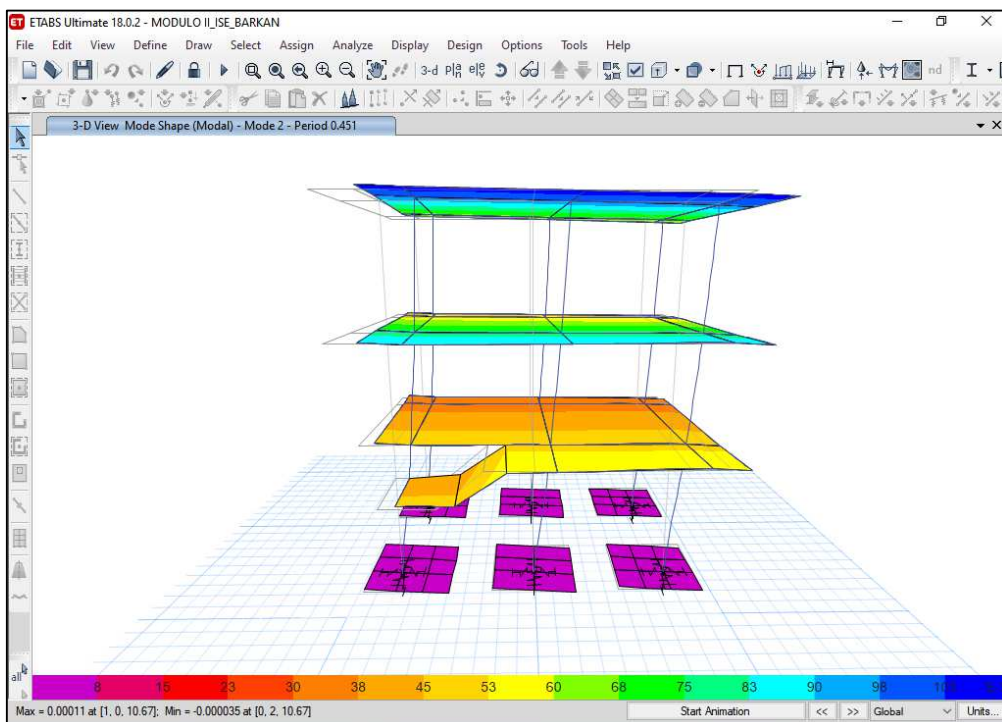 ETABS Ultimate 18.0.2 - MODULO II_ISE_BARKAN
File Edit View Define Draw Select Assign Analyze Display Design Options Tools Help
3-d
nd
3-D View Mode Shape (Modal) - Mode 2 - Period 0.451
all
8 15 23 30 38 45 53 60 68 75 83 90 98
Max = 0.00011 at [1, 0, 10.67]; Min = -0.000035 at [0, 2, 10.67] Start Animation << >> Global Units...